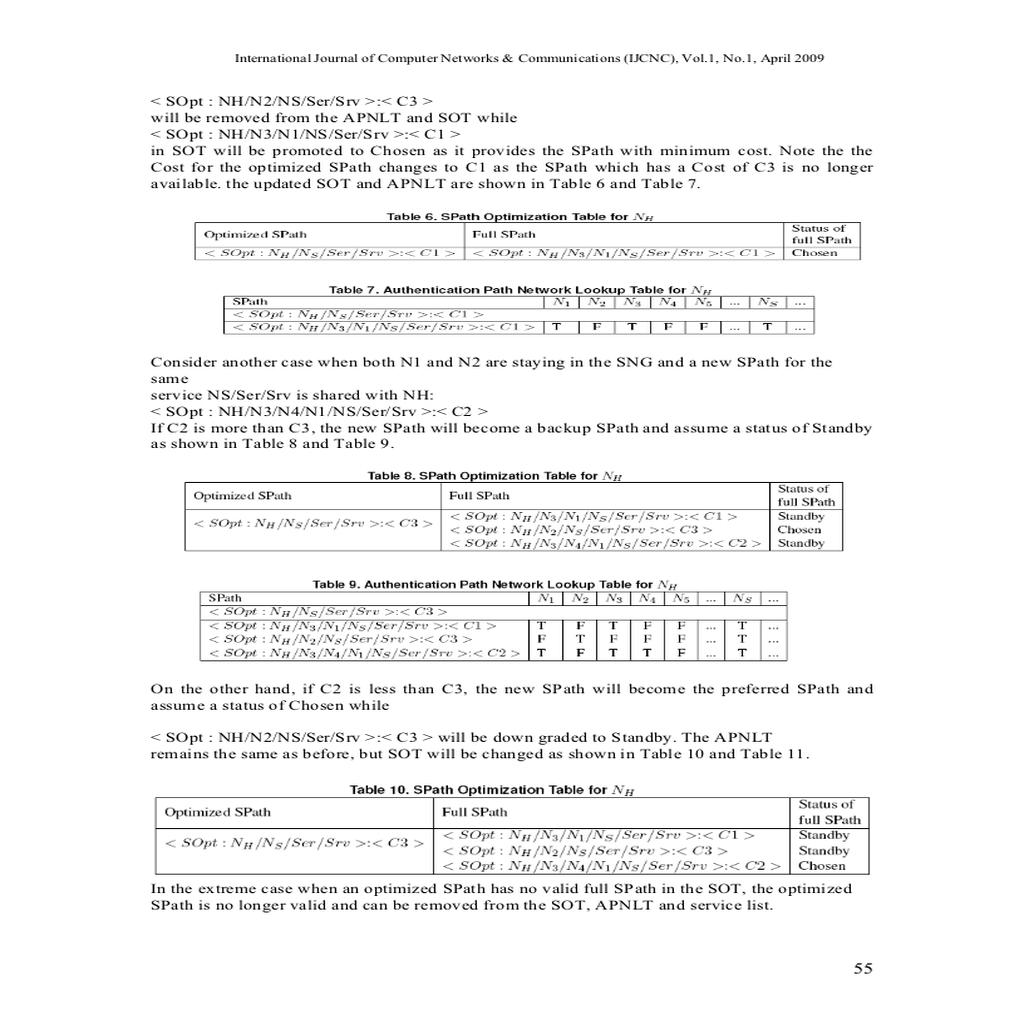 International Journal of Computer Networks & Communications (IJCNC), Vol.1, No.1, April 2009
< SOpt : NH/N2/NS/Ser/Srv >:< C3 >
will be removed from the APNLT and SOT while
< SOpt : NH/N3/N1/NS/Ser/Srv >:< C1 >
in SOT will be promoted to Chosen as it provides the SPath with minimum cost. Note the the
Cost for the optimized SPath changes to C1 as the SPath which has a Cost of C3 is no longer
available. the updated SOT and APNLT are shown in Table 6 and Table 7.
Table 6. SPath Optimization Table for N_H
Optimized SPath Full SPath Status of
full SPath
< SOpt : N_H/N_S/Ser/Srv >:< C1 > < SOpt : N_H/N_3/N_1/N_S/Ser/Srv >:< C1 > Chosen
Table 7. Authentication Path Network Lookup Table for N_H
SPath N_1 N_2 N_3 N_4 N_5 ... N_S ...
< SOpt : N_H/N_S/Ser/Srv >:< C1 >
< SOpt : N_H/N_3/N_1/N_S/Ser/Srv >:< C1 > T F T F F ... T ...
Consider another case when both N1 and N2 are staying in the SNG and a new SPath for the
same
service NS/Ser/Srv is shared with NH:
< SOpt : NH/N3/N4/N1/NS/Ser/Srv >:< C2 >
If C2 is more than C3, the new SPath will become a backup SPath and assume a status of Standby
as shown in Table 8 and Table 9.
Table 8. SPath Optimization Table for N_H
Optimized SPath Full SPath Status of
full SPath
< SOpt : N_H/N_S/Ser/Srv >:< C3 > < SOpt : N_H/N_3/N_1/N_S/Ser/Srv >:< C1 > Standby
< SOpt : N_H/N_2/N_S/Ser/Srv >:< C3 > Chosen
< SOpt : N_H/N_3/N_4/N_1/N_S/Ser/Srv >:< C2 > Standby
Table 9. Authentication Path Network Lookup Table for N_H
SPath N_1 N_2 N_3 N_4 N_5 ... N_S ...
< SOpt : N_H/N_S/Ser/Srv >:< C3 >
< SOpt : N_H/N_3/N_1/N_S/Ser/Srv >:< C1 > T F T F F ... T ...
< SOpt : N_H/N_2/N_S/Ser/Srv >:< C3 > F T F F F ... T ...
< SOpt : N_H/N_3/N_4/N_1/N_S/Ser/Srv >:< C2 > T F T T F ... T ...
On the other hand, if C2 is less than C3, the new SPath will become the preferred SPath and
assume a status of Chosen while
< SOpt : NH/N2/NS/Ser/Srv >:< C3 > will be down graded to Standby. The APNLT
remains the same as before, but SOT will be changed as shown in Table 10 and Table 11.
Table 10. SPath Optimization Table for N_H
Optimized SPath Full SPath Status of
full SPath
< SOpt : N_H/N_S/Ser/Srv >:< C3 > < SOpt : N_H/N_3/N_1/N_S/Ser/Srv >:< C1 > Standby
< SOpt : N_H/N_2/N_S/Ser/Srv >:< C3 > Standby
< SOpt : N_H/N_3/N_4/N_1/N_S/Ser/Srv >:< C2 > Chosen
In the extreme case when an optimized SPath has no valid full SPath in the SOT, the optimized
SPath is no longer valid and can be removed from the SOT, APNLT and service list.
55